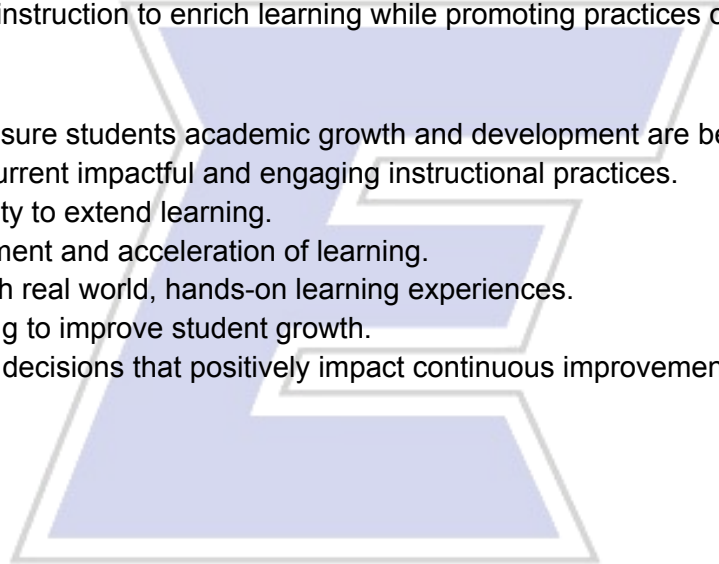 instruction to enrich learning while promoting practices
sure students academic growth and development are
urrent impactful and engaging instructional practices.
ty to extend learning.
ment and acceleration of learning.
h real world, hands-on learning experiences.
g to improve student growth.
decisions that positively impact continuous improvemen
E